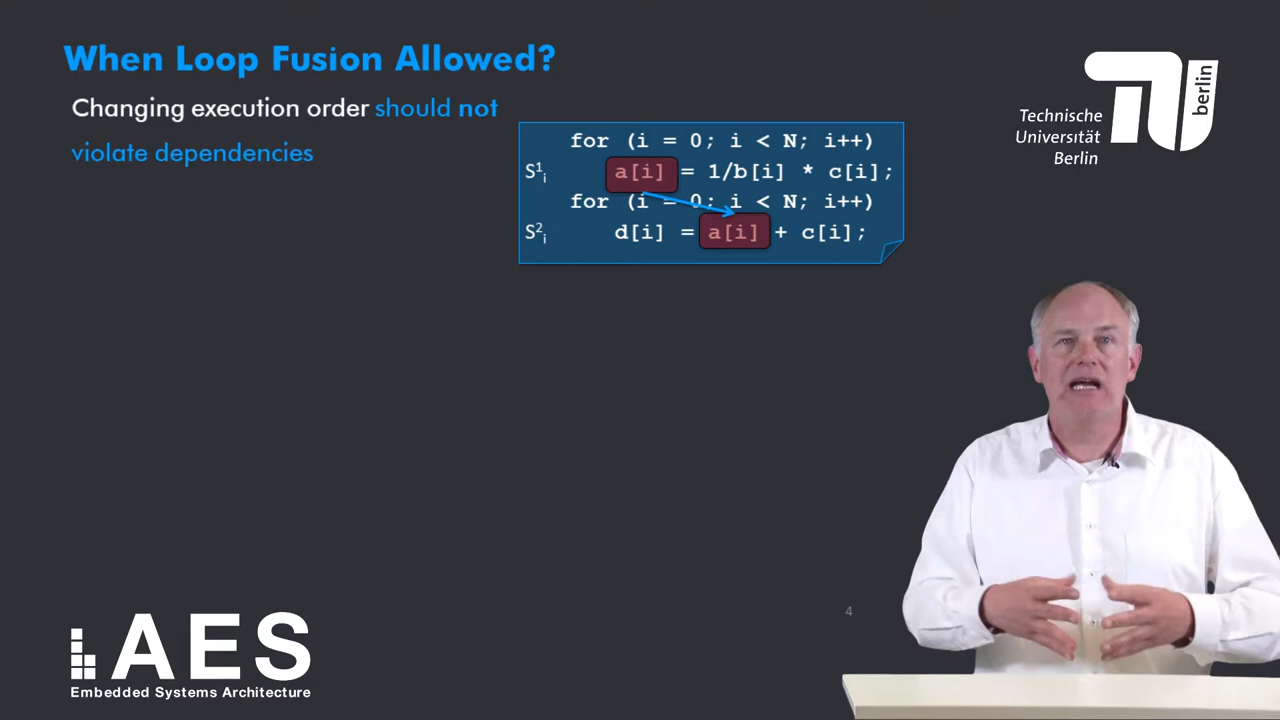 When Loop Fusion Allowed?
Changing execution order should not
violate dependencies
for (i = 0; i < N; i++)
S¹ᵢ a[i] = 1/b[i] * c[i];
for (i = 0; i < N; i++)
S²ᵢ d[i] = a[i] + c[i];
Technische
Universität
Berlin
berlin
4
AES
Embedded Systems Architecture